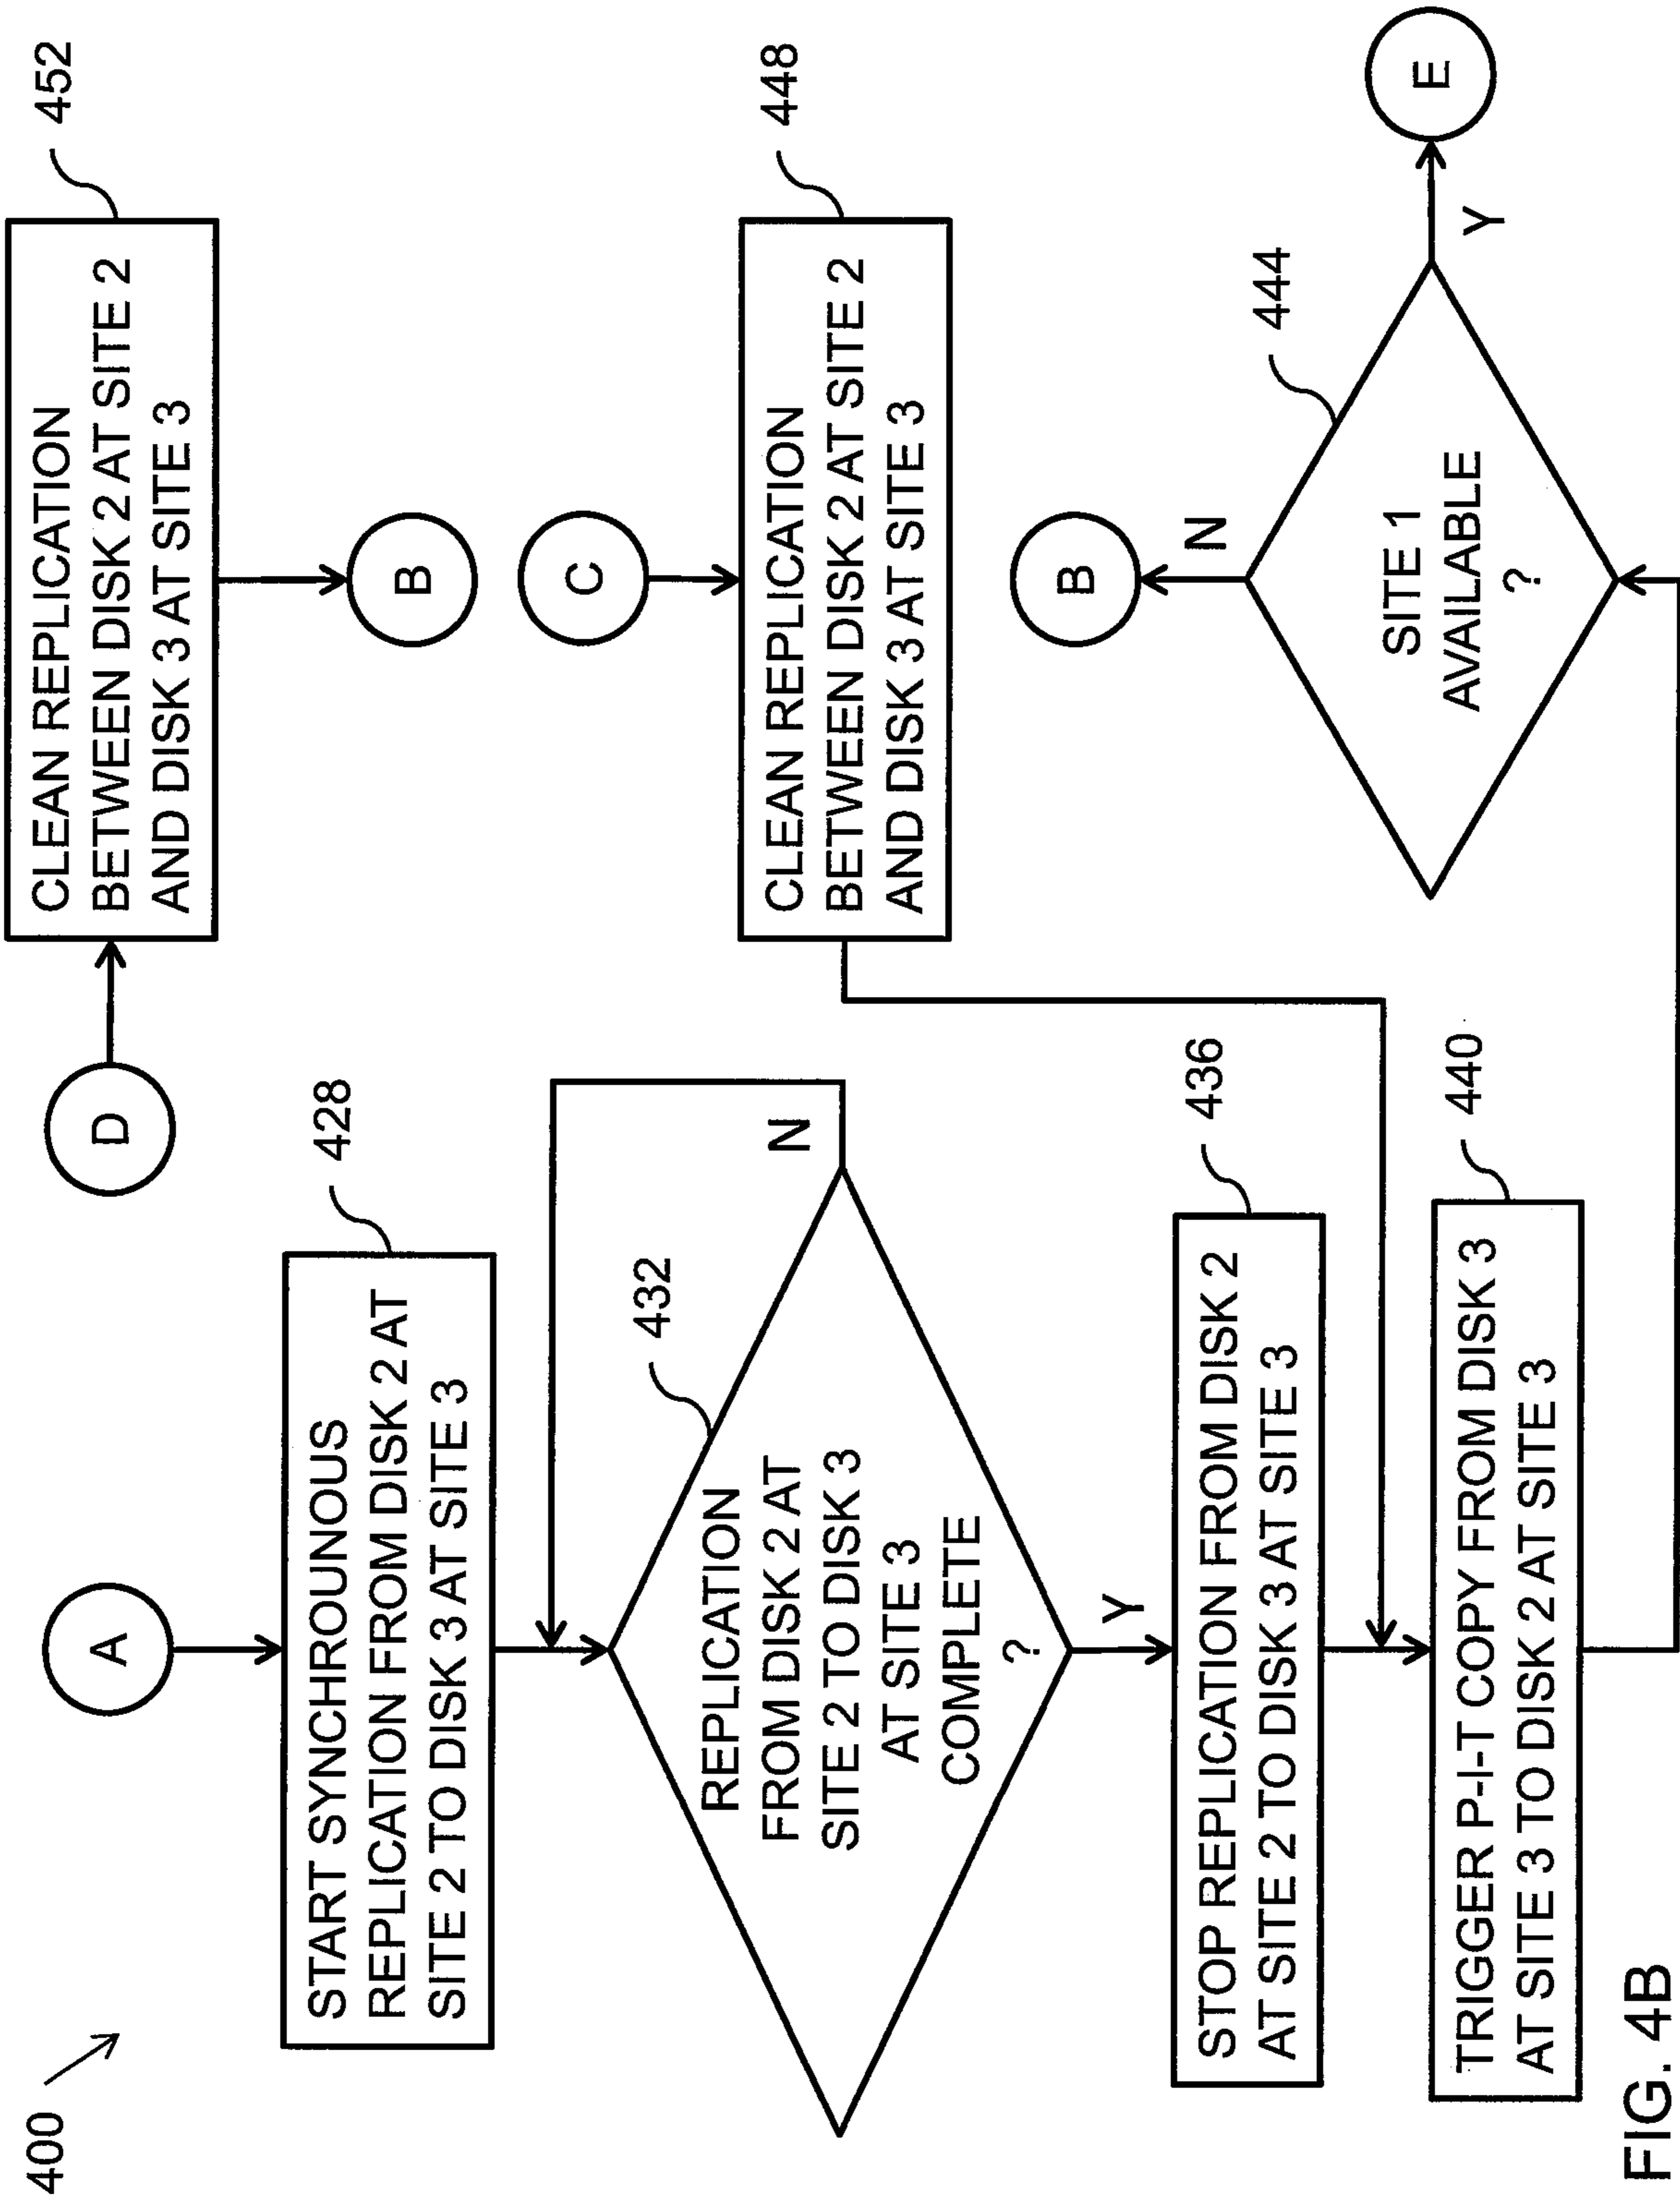 400
A
START SYNCHROUNOUS
REPLICATION FROM DISK 2 AT
SITE 2 TO DISK 3 AT SITE 3
428
REPLICATION
FROM DISK 2 AT
SITE 2 TO DISK 3
AT SITE 3
COMPLETE
?
432
N
Y
STOP REPLICATION FROM DISK 2
AT SITE 2 TO DISK 3 AT SITE 3
436
TRIGGER P-I-T COPY FROM DISK 3
AT SITE 3 TO DISK 2 AT SITE 3
440
D
CLEAN REPLICATION
BETWEEN DISK 2 AT SITE 2
AND DISK 3 AT SITE 3
452
B
C
CLEAN REPLICATION
BETWEEN DISK 2 AT SITE 2
AND DISK 3 AT SITE 3
448
B
N
SITE 1
AVAILABLE
?
444
Y
E
FIG. 4B